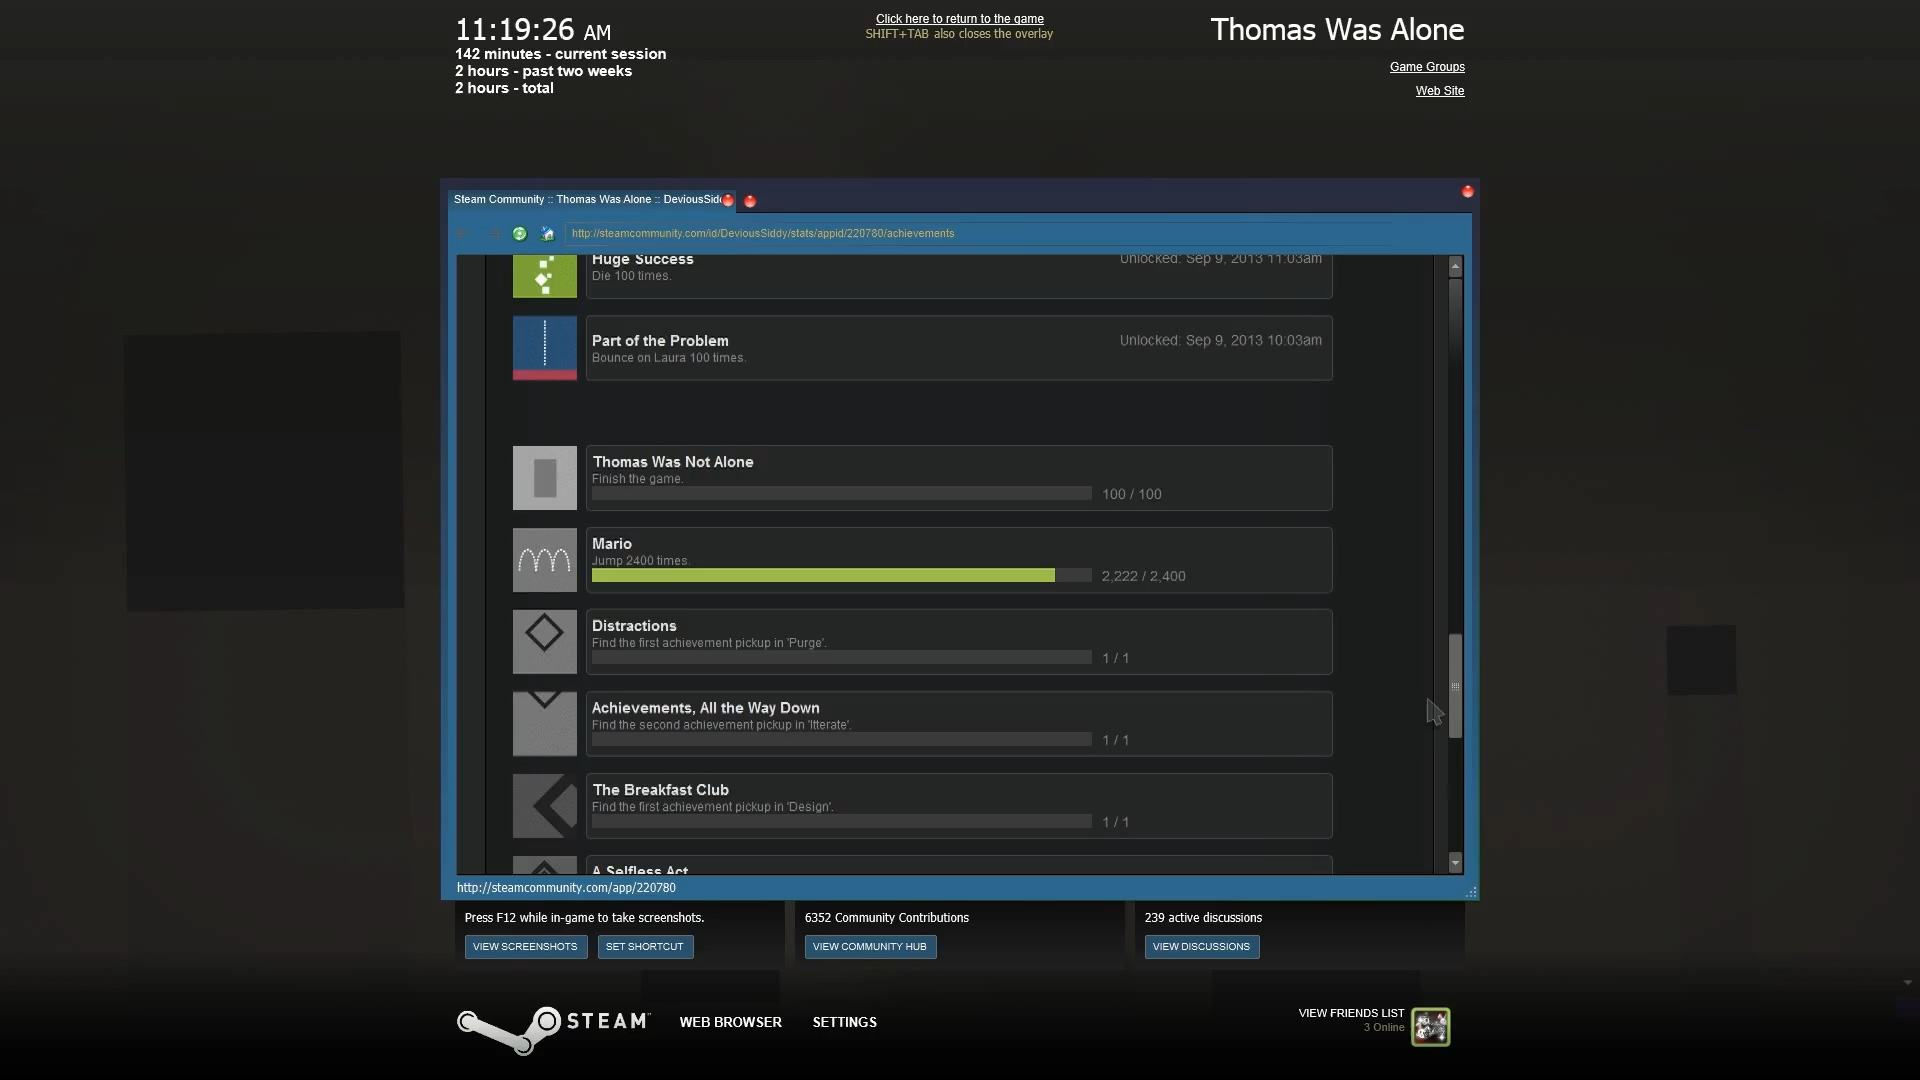 11:19:26 AM
142 minutes - current session
2 hours - past two weeks
2 hours - total
Click here to return to the game
SHIFT+TAB also closes the overlay
Thomas Was Alone
Game Groups
Web Site
Steam Community :: Thomas Was Alone :: DeviousSidd
http://steamcommunity.com/id/DeviousSiddy/stats/appid/220780/achievements
Huge Success
Die 100 times.
Unlocked: Sep 9, 2013 11:03am
Part of the Problem
Bounce on Laura 100 times.
Unlocked: Sep 9, 2013 10:03am
Thomas Was Not Alone
Finish the game.
100 / 100
Mario
Jump 2400 times.
2,222 / 2,400
Distractions
Find the first achievement pickup in 'Purge'.
1 / 1
Achievements, All the Way Down
Find the second achievement pickup in 'Itterate'.
1 / 1
The Breakfast Club
Find the first achievement pickup in 'Design'.
1 / 1
A Selfless Act
http://steamcommunity.com/app/220780
Press F12 while in-game to take screenshots.
VIEW SCREENSHOTS
SET SHORTCUT
6352 Community Contributions
VIEW COMMUNITY HUB
239 active discussions
VIEW DISCUSSIONS
STEAM™
WEB BROWSER
SETTINGS
VIEW FRIENDS LIST
3 Online